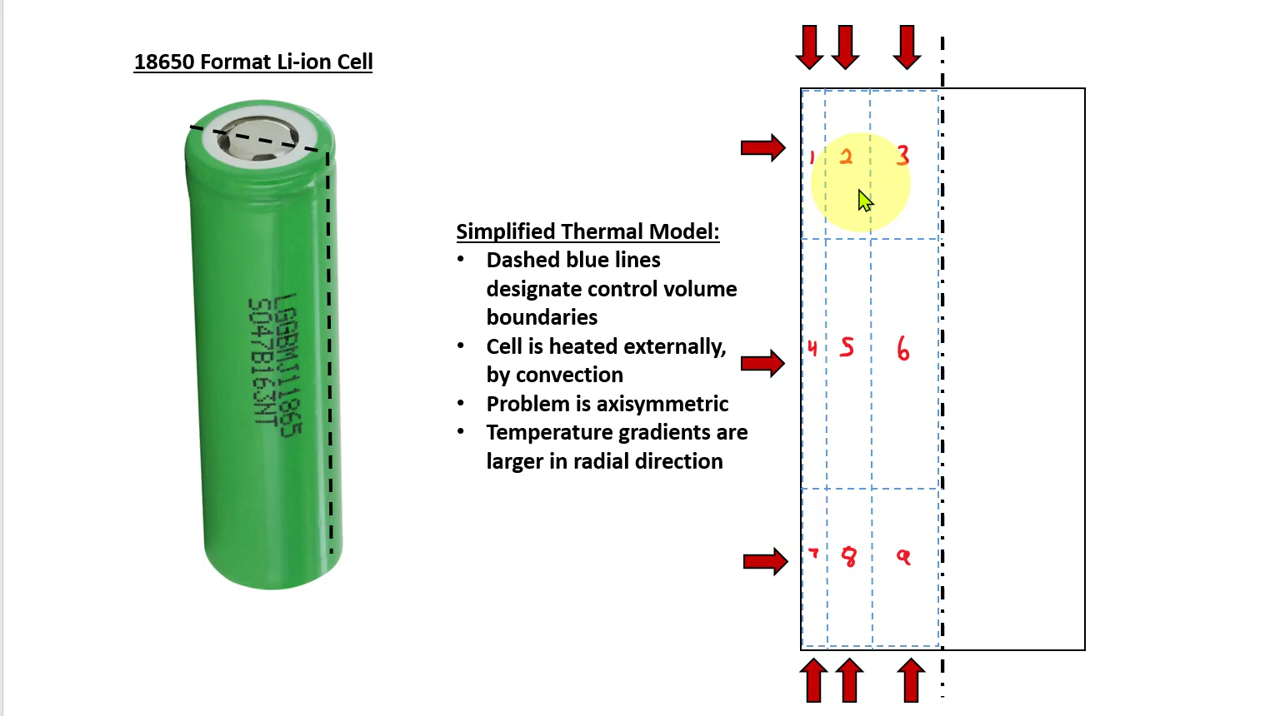 18650 Format Li-ion Cell
LGGBMJ11865
S047B163NT
Simplified Thermal Model:
• Dashed blue lines
designate control volume
boundaries
• Cell is heated externally,
by convection
• Problem is axisymmetric
• Temperature gradients are
larger in radial direction
1 2 3
4 5 6
7 8 9